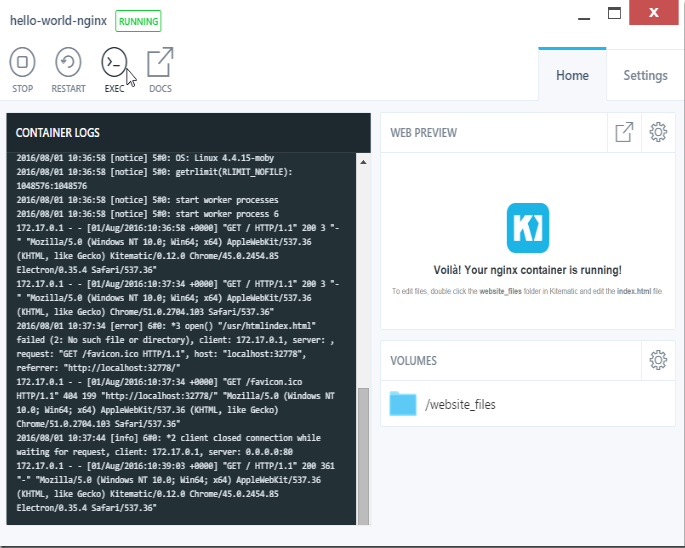 hello-world-nginx RUNNING
STOP RESTART EXEC DOCS
Home Settings
CONTAINER LOGS
2016/08/01 10:36:58 [notice] 5#0: OS: Linux 4.4.15-moby
2016/08/01 10:36:58 [notice] 5#0: getrlimit(RLIMIT_NOFILE):
1048576:1048576
2016/08/01 10:36:58 [notice] 5#0: start worker processes
2016/08/01 10:36:58 [notice] 5#0: start worker process 6
172.17.0.1 - - [01/Aug/2016:10:36:58 +0000] "GET / HTTP/1.1" 200 3 "-
" "Mozilla/5.0 (Windows NT 10.0; Win64; x64) AppleWebKit/537.36
(KHTML, like Gecko) Kitematic/0.12.0 Chrome/45.0.2454.85
Electron/0.35.4 Safari/537.36"
172.17.0.1 - - [01/Aug/2016:10:37:34 +0000] "GET / HTTP/1.1" 200 3 "-
" "Mozilla/5.0 (Windows NT 10.0; Win64; x64) AppleWebKit/537.36
(KHTML, like Gecko) Chrome/51.0.2704.103 Safari/537.36"
2016/08/01 10:37:34 [error] 6#0: *3 open() "/usr/htmlindex.html"
failed (2: No such file or directory), client: 172.17.0.1, server: ,
request: "GET /favicon.ico HTTP/1.1", host: "localhost:32778",
referrer: "http://localhost:32778/"
172.17.0.1 - - [01/Aug/2016:10:37:34 +0000] "GET /favicon.ico
HTTP/1.1" 404 199 "http://localhost:32778/" "Mozilla/5.0 (Windows NT
10.0; Win64; x64) AppleWebKit/537.36 (KHTML, like Gecko)
Chrome/51.0.2704.103 Safari/537.36"
2016/08/01 10:37:44 [info] 6#0: *2 client closed connection while
waiting for request, client: 172.17.0.1, server: 0.0.0.0:80
172.17.0.1 - - [01/Aug/2016:10:39:03 +0000] "GET / HTTP/1.1" 200 361
"-" "Mozilla/5.0 (Windows NT 10.0; Win64; x64) AppleWebKit/537.36
(KHTML, like Gecko) Kitematic/0.12.0 Chrome/45.0.2454.85
Electron/0.35.4 Safari/537.36"
WEB PREVIEW
Voilà! Your nginx container is running!
To edit files, double click the website_files folder in Kitematic and edit the index.html file.
VOLUMES
/website_files